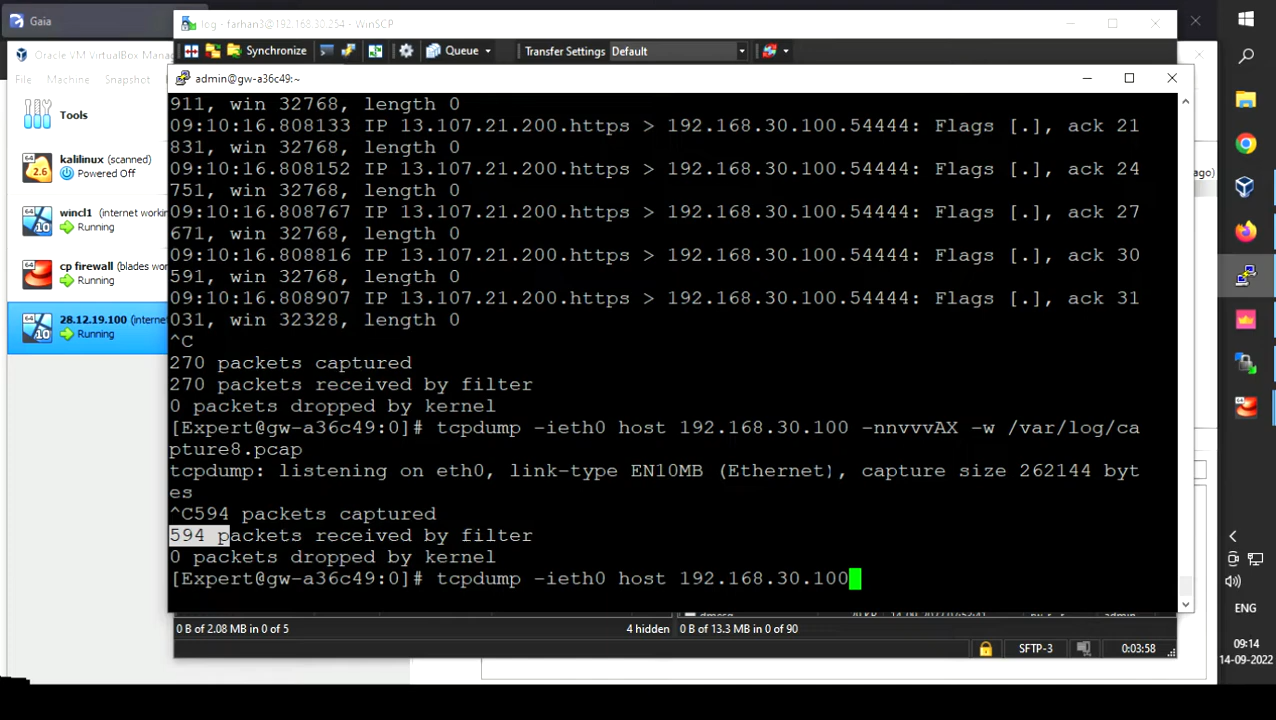 Gaia
log - farhan3@192.168.30.254 - WinSCP
Oracle VM VirtualBox Mana
Synchronize
Queue
Transfer Settings
Default
File
Machine
Snapshot
Tools
kalilinux (scanned)
Powered Off
wincl1 (internet workin
Running
cp firewall (blades wo
Running
28.12.19.100 (interne
Running
admin@gw-a36c49:~
911, win 32768, length 0
09:10:16.808133 IP 13.107.21.200.https > 192.168.30.100.54444: Flags [.], ack 21
831, win 32768, length 0
09:10:16.808152 IP 13.107.21.200.https > 192.168.30.100.54444: Flags [.], ack 24
751, win 32768, length 0
09:10:16.808767 IP 13.107.21.200.https > 192.168.30.100.54444: Flags [.], ack 27
671, win 32768, length 0
09:10:16.808816 IP 13.107.21.200.https > 192.168.30.100.54444: Flags [.], ack 30
591, win 32768, length 0
09:10:16.808907 IP 13.107.21.200.https > 192.168.30.100.54444: Flags [.], ack 31
031, win 32328, length 0
^C
270 packets captured
270 packets received by filter
0 packets dropped by kernel
[Expert@gw-a36c49:0]# tcpdump -ieth0 host 192.168.30.100 -nnvvvAX -w /var/log/ca
pture8.pcap
tcpdump: listening on eth0, link-type EN10MB (Ethernet), capture size 262144 byt
es
^C594 packets captured
594 packets received by filter
0 packets dropped by kernel
[Expert@gw-a36c49:0]# tcpdump -ieth0 host 192.168.30.100
ago)
0 B of 2.08 MB in 0 of 5
4 hidden
0 B of 13.3 MB in 0 of 90
SFTP-3
0:03:58
ENG
09:14
14-09-2022